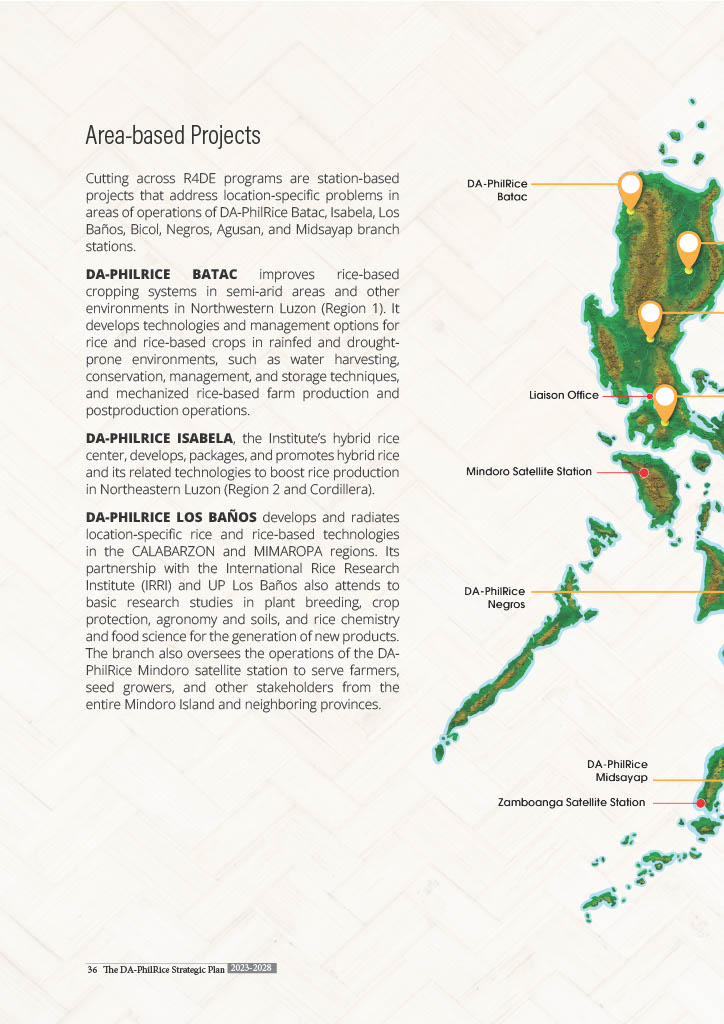 Area-based Projects
Cutting across R4DE programs are station-based
projects that address location-specific problems in
areas of operations of DA-PhilRice Batac, Isabela, Los
Baños, Bicol, Negros, Agusan, and Midsayap branch
stations.
DA-PHILRICE BATAC improves rice-based
cropping systems in semi-arid areas and other
environments in Northwestern Luzon (Region 1). It
develops technologies and management options for
rice and rice-based crops in rainfed and drought-
prone environments, such as water harvesting,
conservation, management, and storage techniques,
and mechanized rice-based farm production and
postproduction operations.
DA-PHILRICE ISABELA, the Institute’s hybrid rice
center, develops, packages, and promotes hybrid rice
and its related technologies to boost rice production
in Northeastern Luzon (Region 2 and Cordillera).
DA-PHILRICE LOS BAÑOS develops and radiates
location-specific rice and rice-based technologies
in the CALABARZON and MIMAROPA regions. Its
partnership with the International Rice Research
Institute (IRRI) and UP Los Baños also attends to
basic research studies in plant breeding, crop
protection, agronomy and soils, and rice chemistry
and food science for the generation of new products.
The branch also oversees the operations of the DA-
PhilRice Mindoro satellite station to serve farmers,
seed growers, and other stakeholders from the
entire Mindoro Island and neighboring provinces.
DA-PhilRice
Batac
Liaison Office
Mindoro Satellite Station
DA-PhilRice
Negros
DA-PhilRice
Midsayap
Zamboanga Satellite Station
36 The DA-PhilRice Strategic Plan 2023-2028